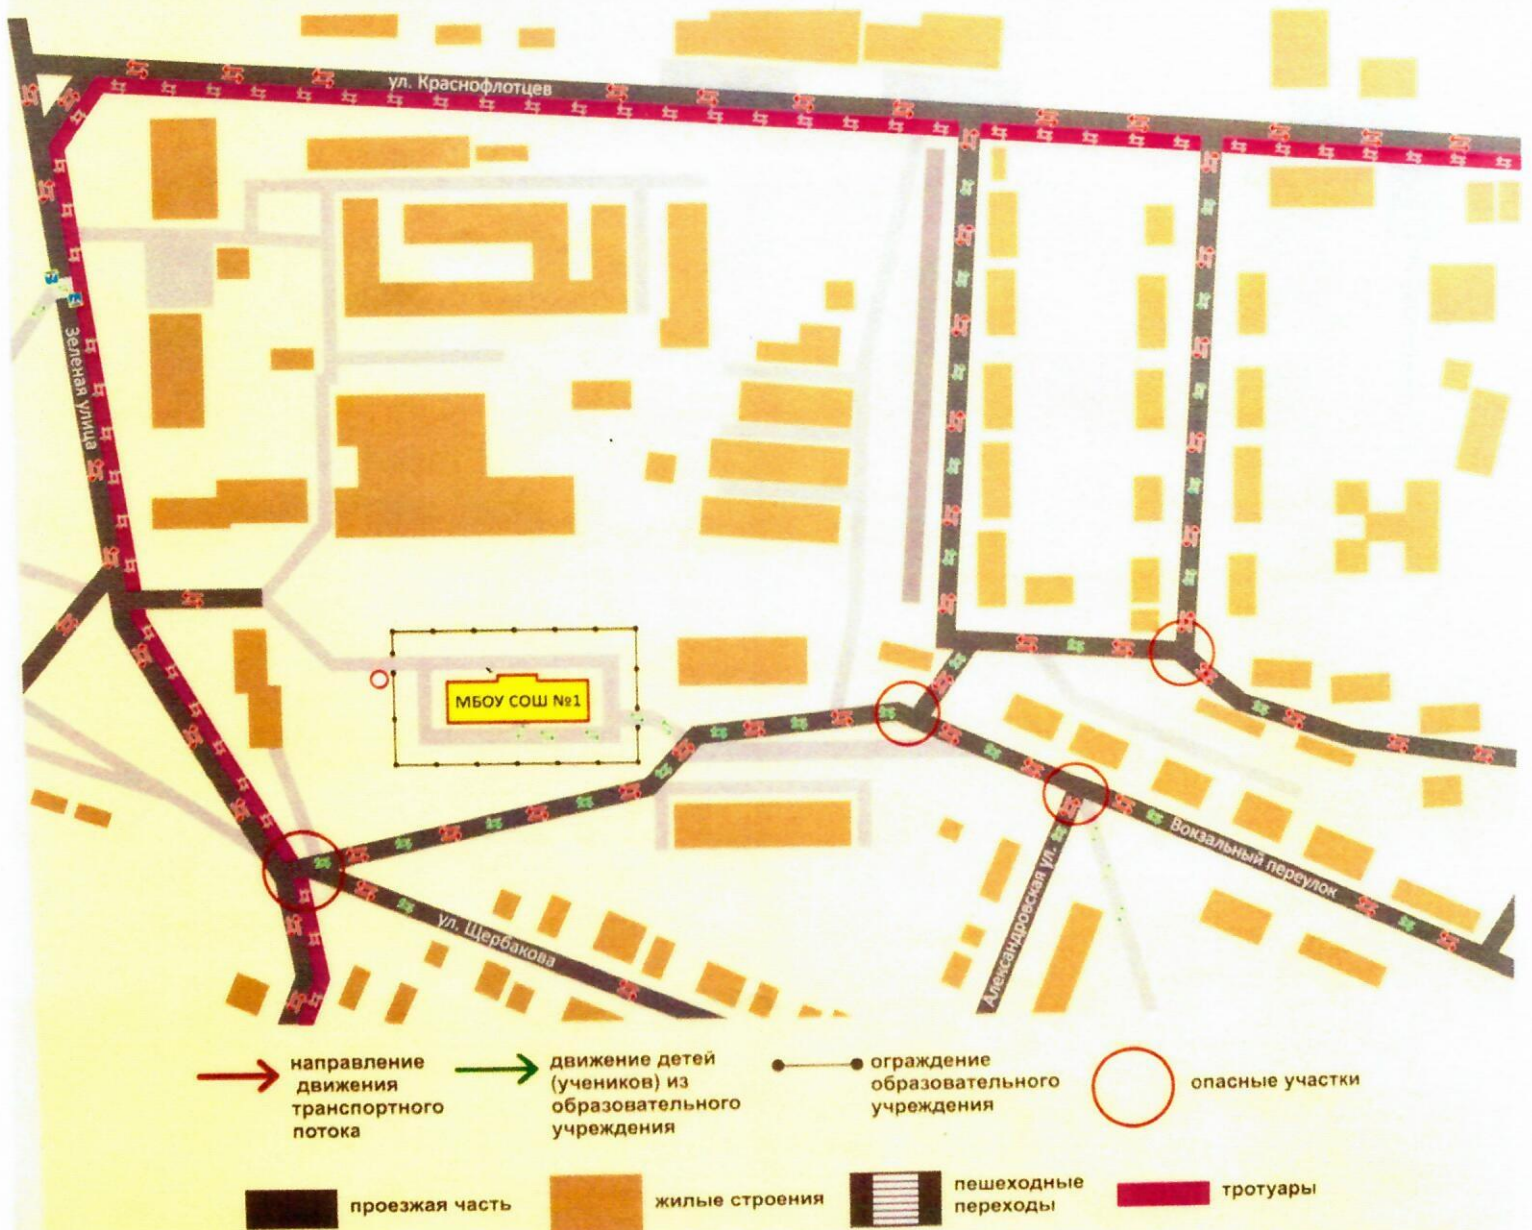 ул. Краснофлотцев
Зеленая улица
МБОУ СОШ №1
ул. Щербакова
Александровская ул.
Вокзальный переулок
направление
движения
транспортного
потока
движение детей
(учеников) из
образовательного
учреждения
ограждение
образовательного
учреждения
опасные участки
проезжая часть
жилые строения
пешеходные
переходы
тротуары